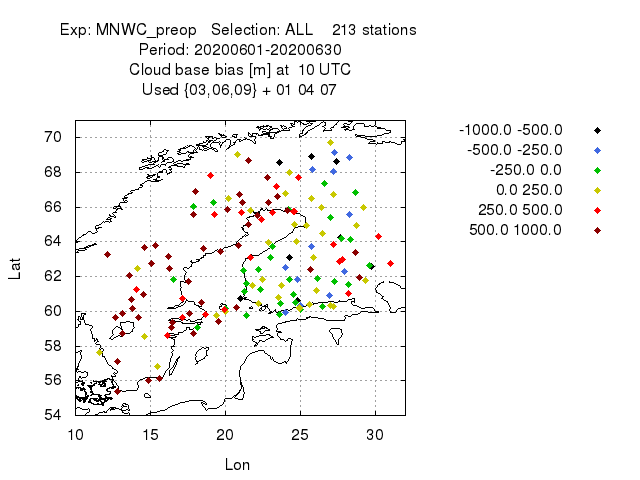 Exp: MNWC_preop   Selection: ALL    213 stations
Period: 20200601-20200630
Cloud base bias [m] at  10 UTC
Used {03,06,09} + 01 04 07
-1000.0 -500.0
-500.0 -250.0
-250.0 0.0
0.0 250.0
250.0 500.0
500.0 1000.0
Lat
70
68
66
64
62
60
58
56
54
10 15 20 25 30
Lon